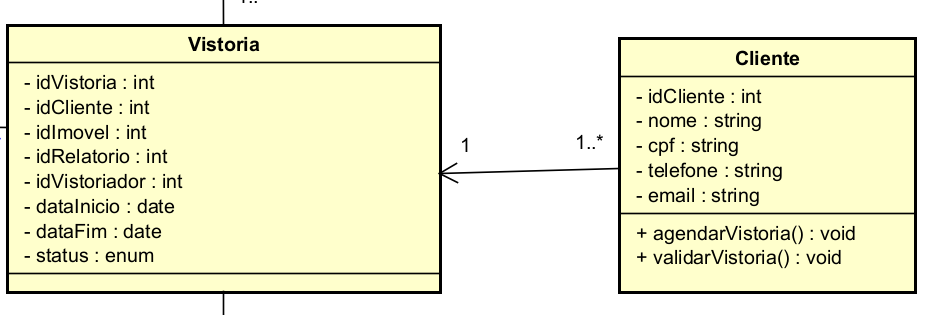 Vistoria
- idVistoria : int
- idCliente : int
- idImovel : int
- idRelatorio : int
- idVistoriador : int
- dataInicio : date
- dataFim : date
- status : enum
1
1..*
Cliente
- idCliente : int
- nome : string
- cpf : string
- telefone : string
- email : string
+ agendarVistoria() : void
+ validarVistoria() : void